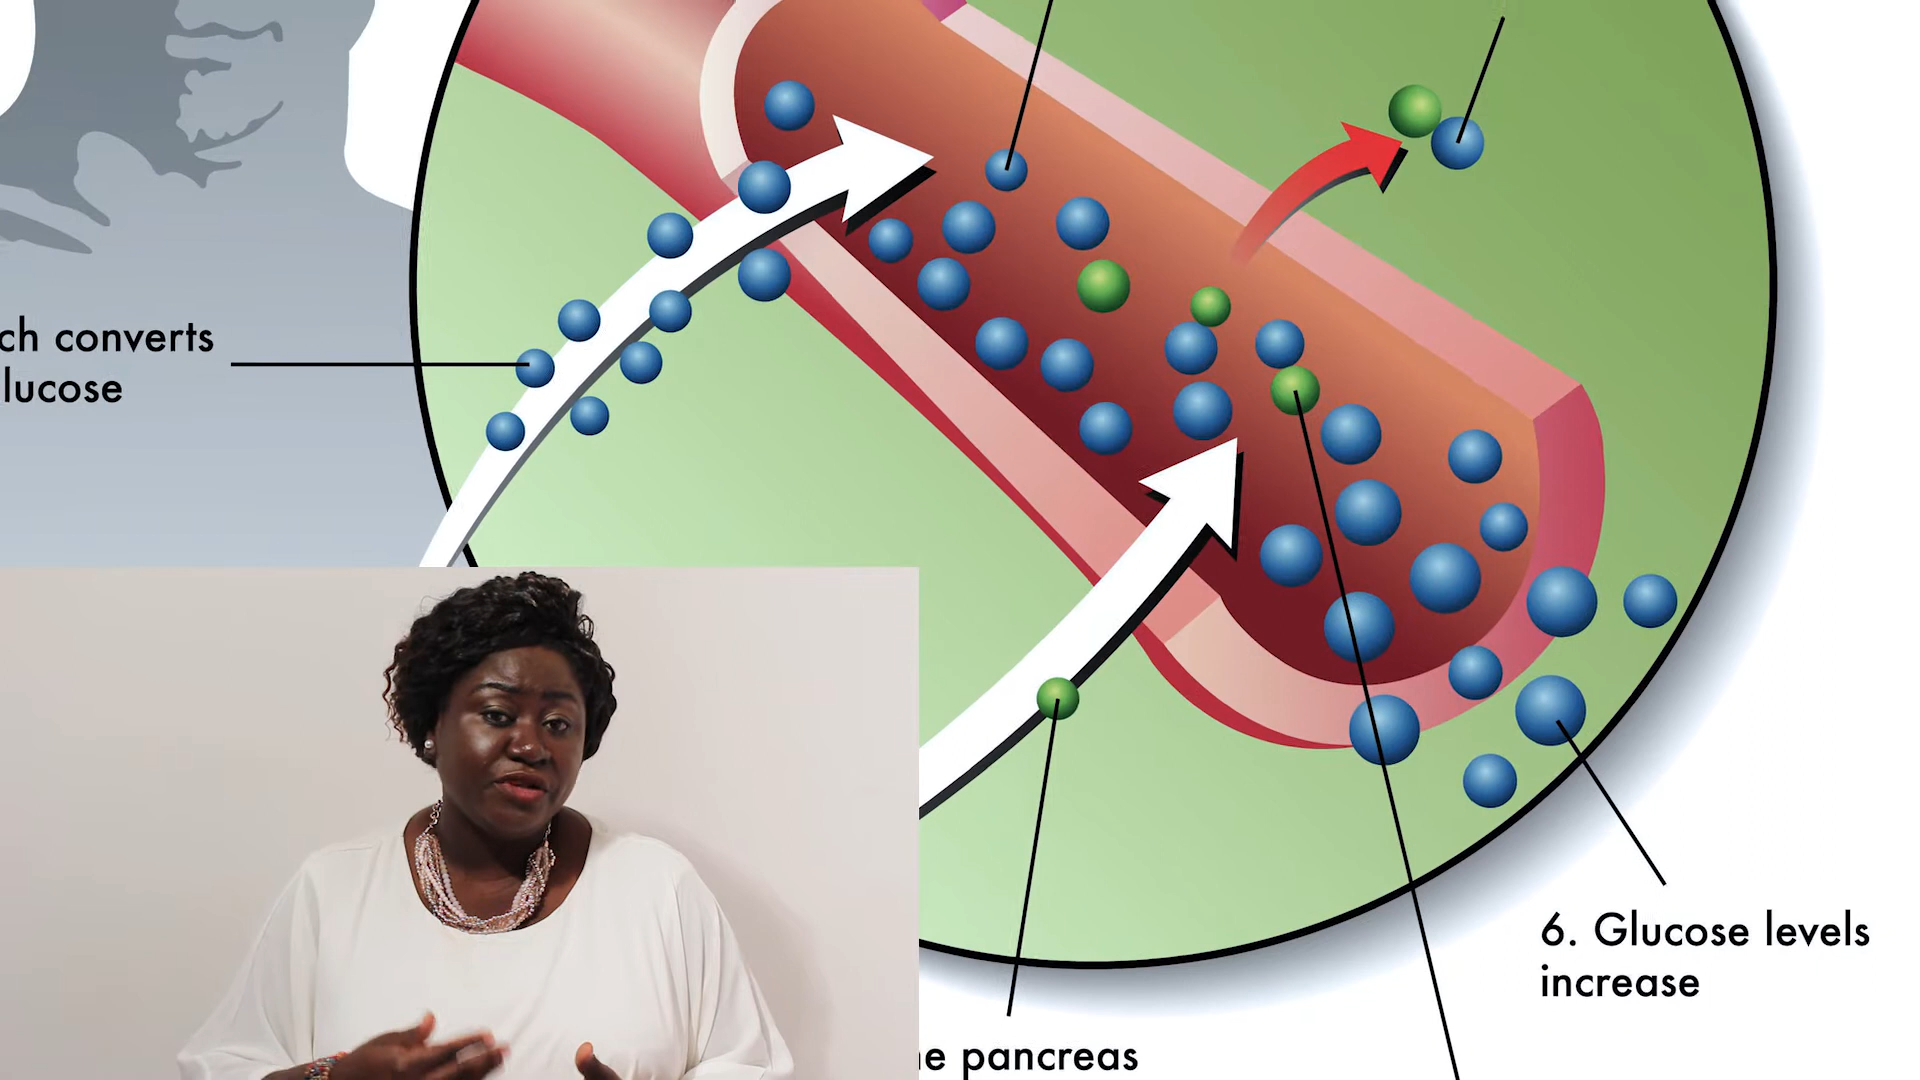 ch converts
lucose
6. Glucose levels
increase
e pancreas